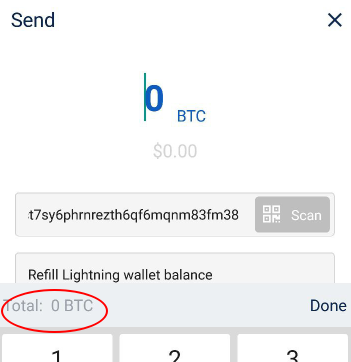 Send
0 BTC
$0.00
t7sy6phrnrezth6qf6mqnm83fm38 Scan
Refill Lightning wallet balance
Total: 0 BTC Done
1 2 3